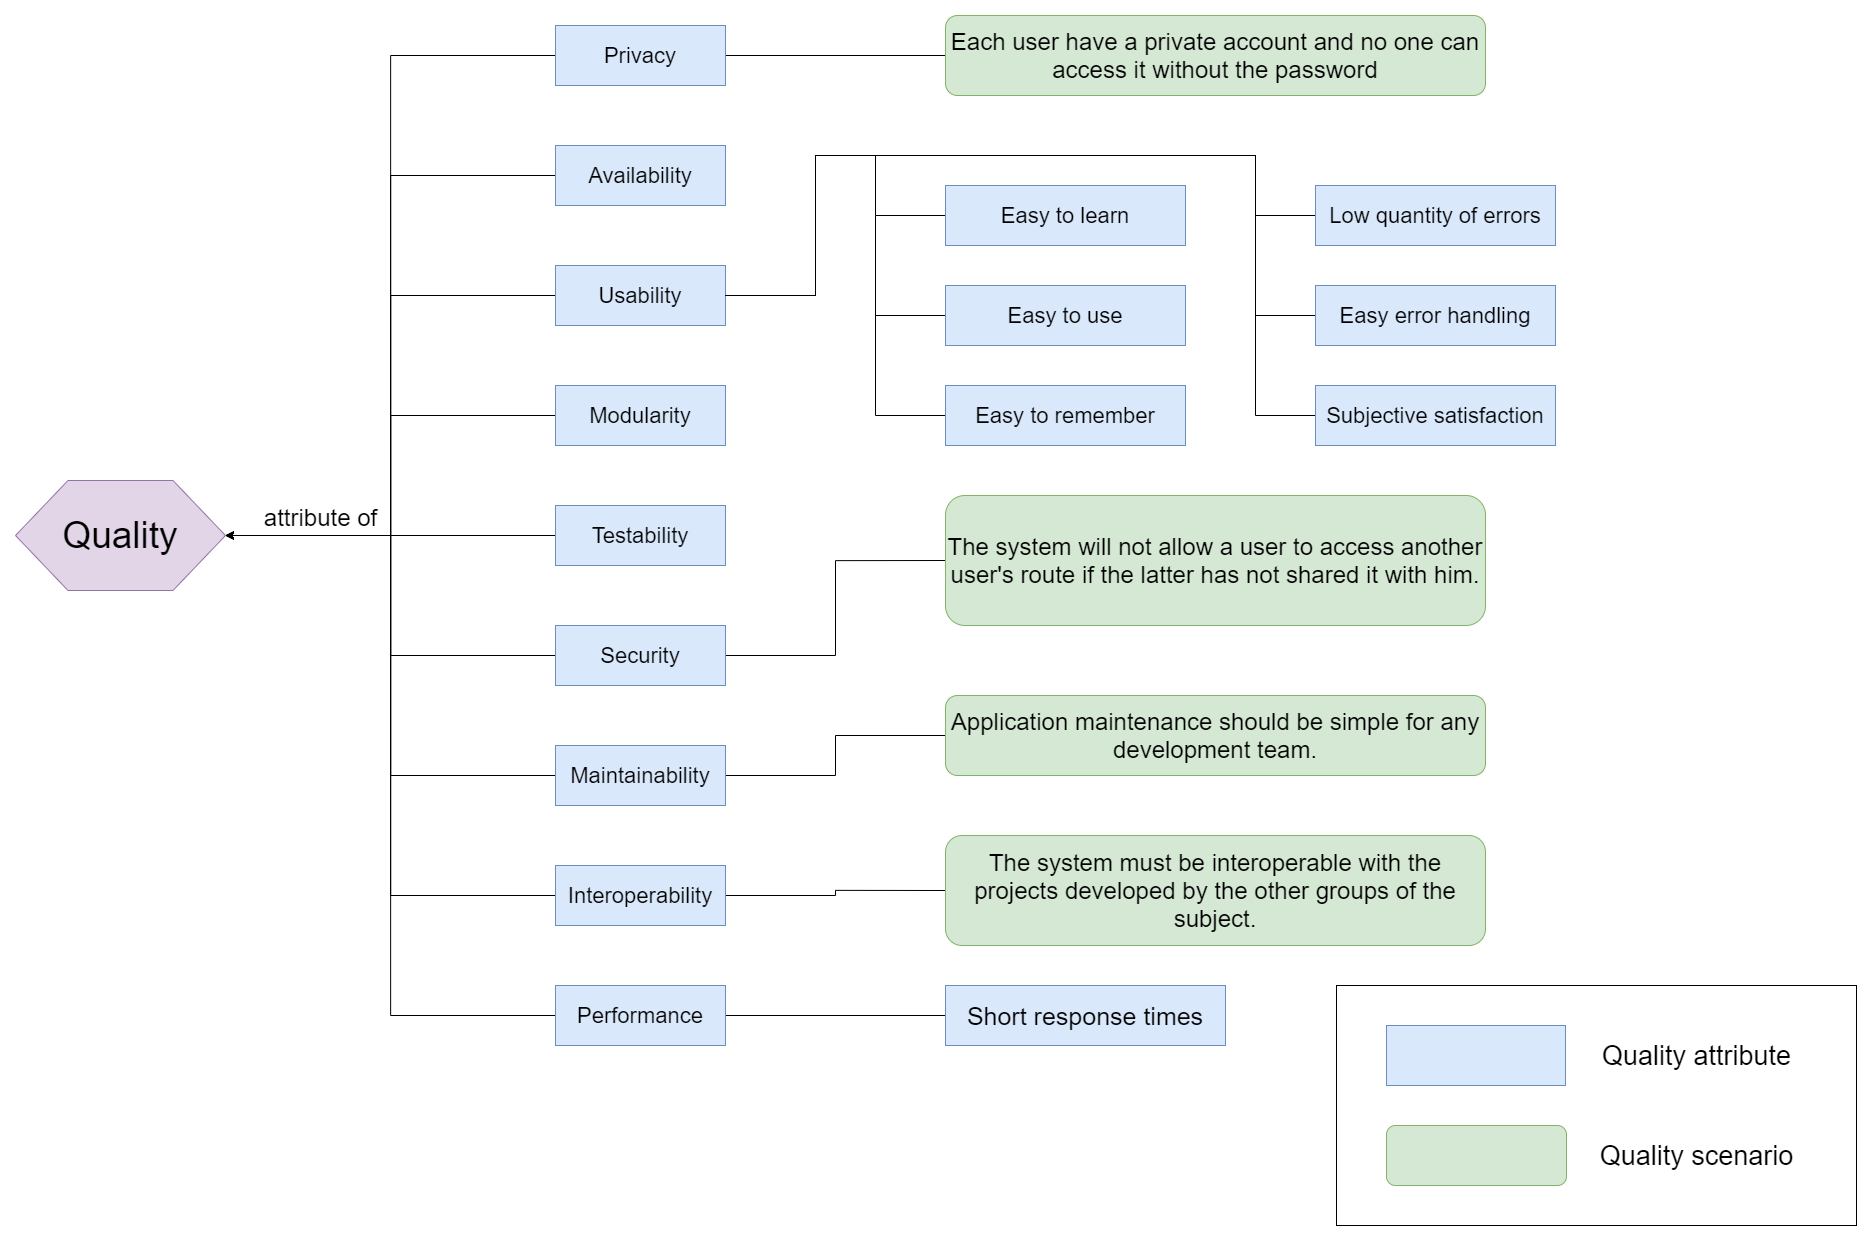 Privacy
Each user have a private account and no one can
access it without the password
Availability
Usability
Easy to learn
Low quantity of errors
Easy to use
Easy error handling
Easy to remember
Subjective satisfaction
Modularity
Quality
attribute of
Testability
The system will not allow a user to access another
user's route if the latter has not shared it with him.
Security
Application maintenance should be simple for any
development team.
Maintainability
The system must be interoperable with the
projects developed by the other groups of the
subject.
Interoperability
Performance
Short response times
Quality attribute
Quality scenario